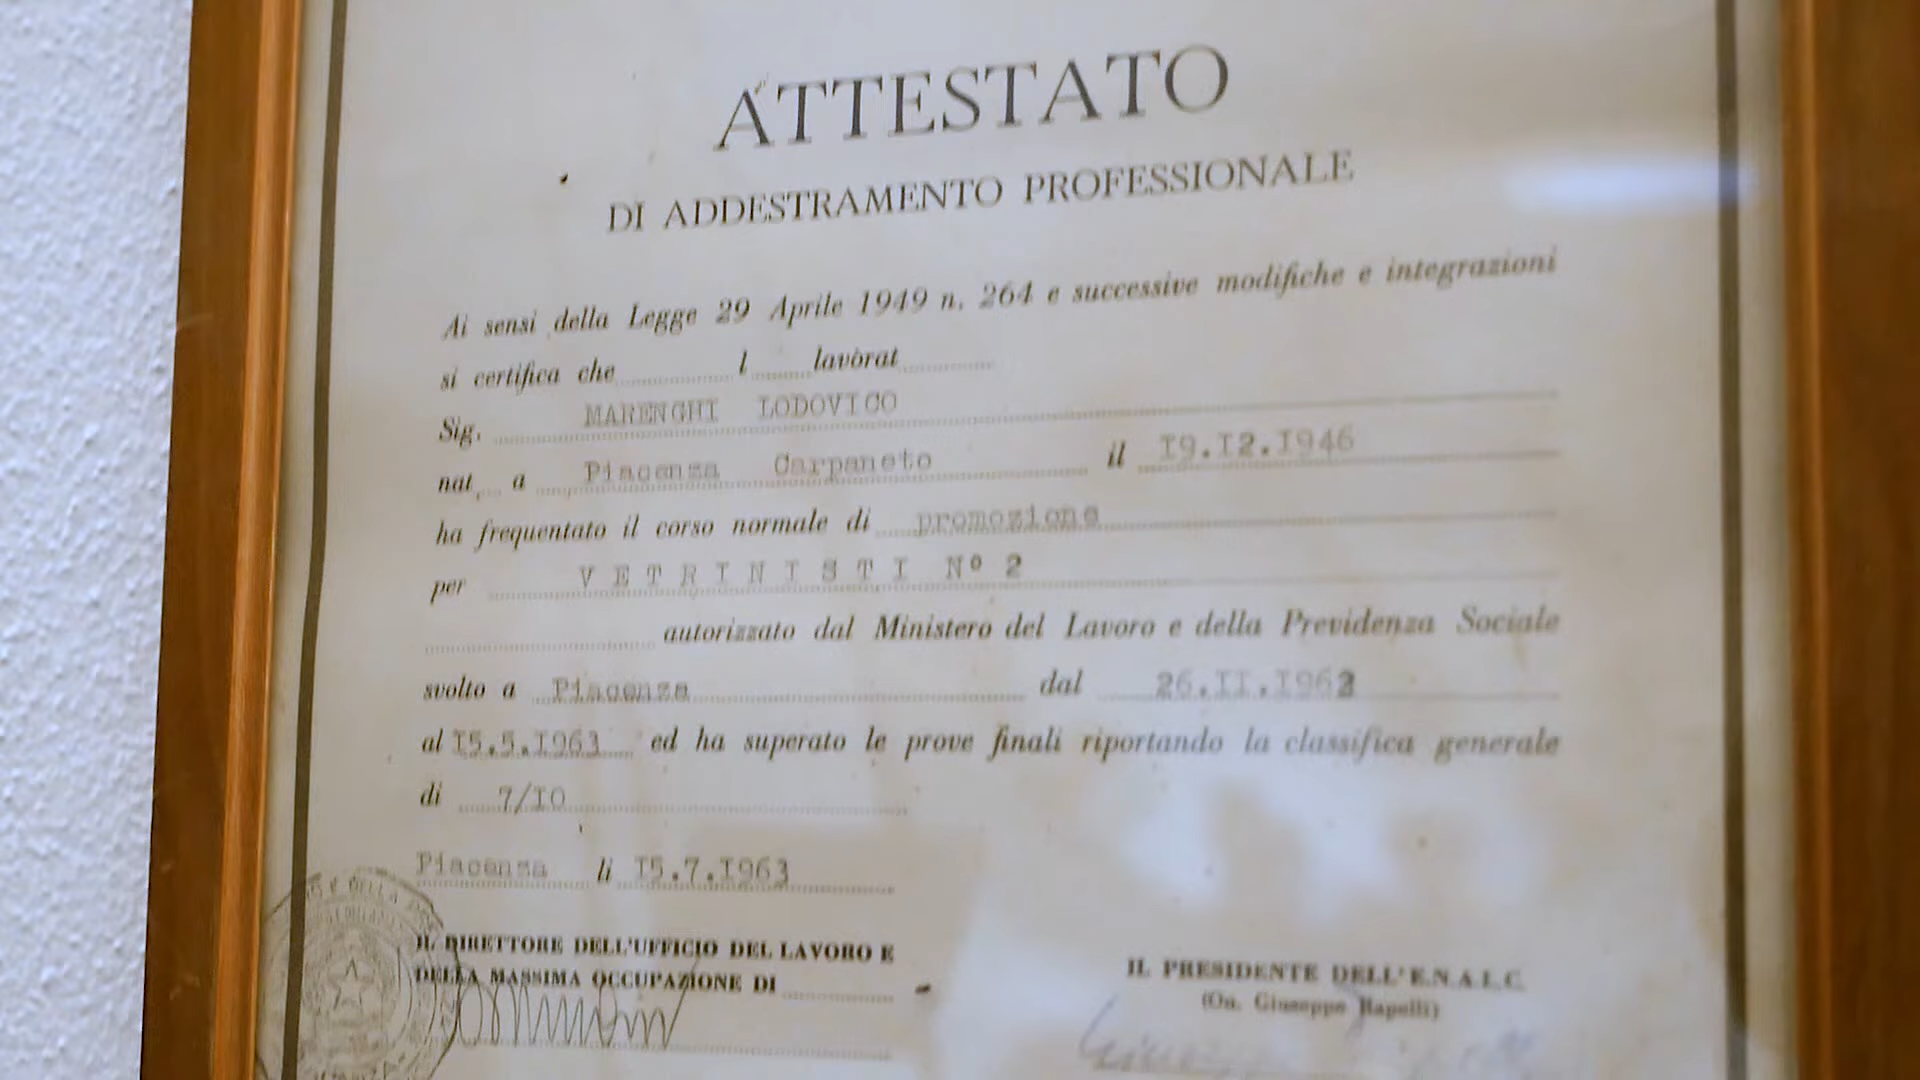 ATTESTATO
DI ADDESTRAMENTO PROFESSIONALE
Ai sensi della Legge 29 Aprile 1949 n. 264 e successive modifiche e integrazioni
si certifica che l lavorat
Sig. MARENGHI LODOVICO
nat a Piacenza Carpaneto il I9.I2.I946
ha frequentato il corso normale di promozione
per VETRINISTI Nº 2
autorizzato dal Ministero del Lavoro e della Previdenza Sociale
svolto a Piacenza dal 26.II.I962
al I5.5.I963 ed ha superato le prove finali riportando la classifica generale
di 7/IO
Piacenza li I5.7.I963
IL DIRETTORE DELL'UFFICIO DEL LAVORO E
DELLA MASSIMA OCCUPAZIONE DI
IL PRESIDENTE DELL'E.N.A.L.C.
(On. Giuseppe Rapelli)